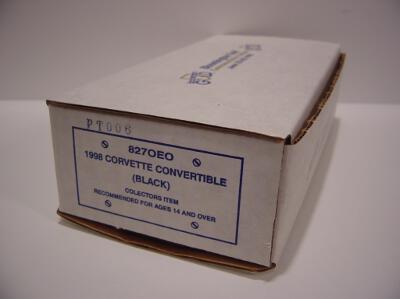 PT006
8270EO
1998 CORVETTE CONVERTIBLE
(BLACK)
COLECTORS ITEM
RECOMMENDED FOR AGES 14 AND OVER